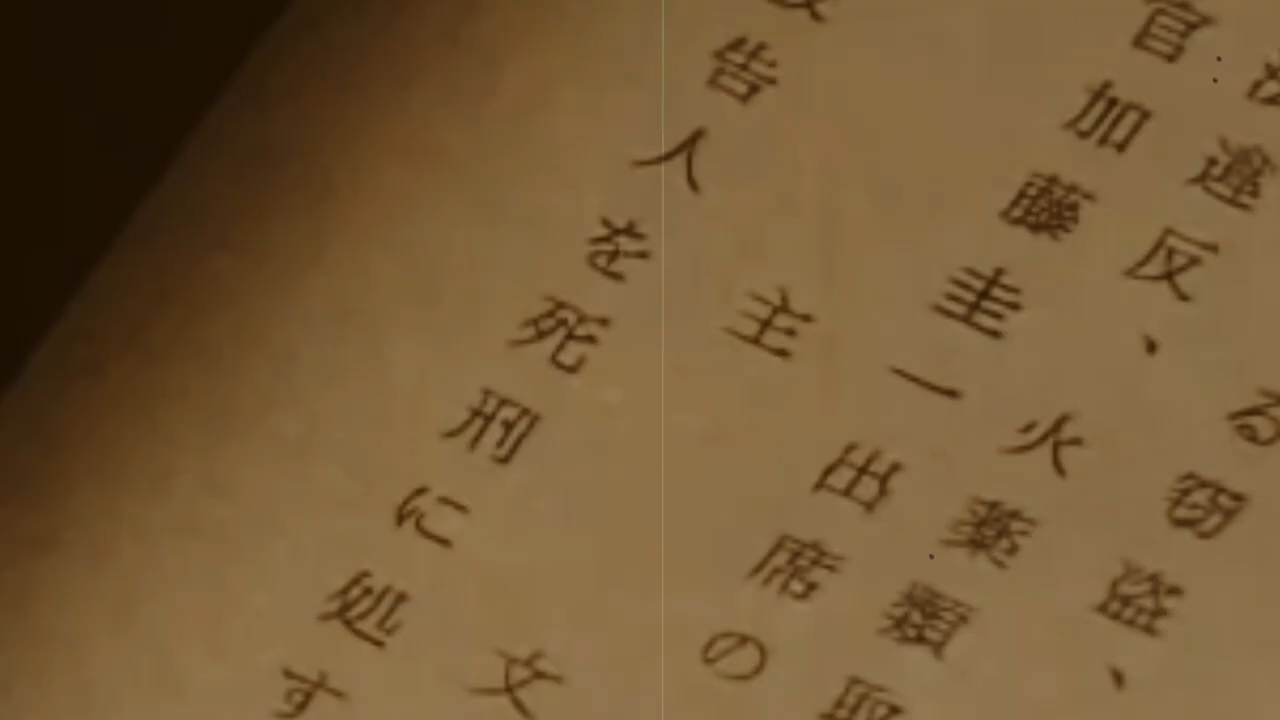 る窃盗、
違反、火薬類取
官加藤圭一出席の
主文
告人を死刑に処す